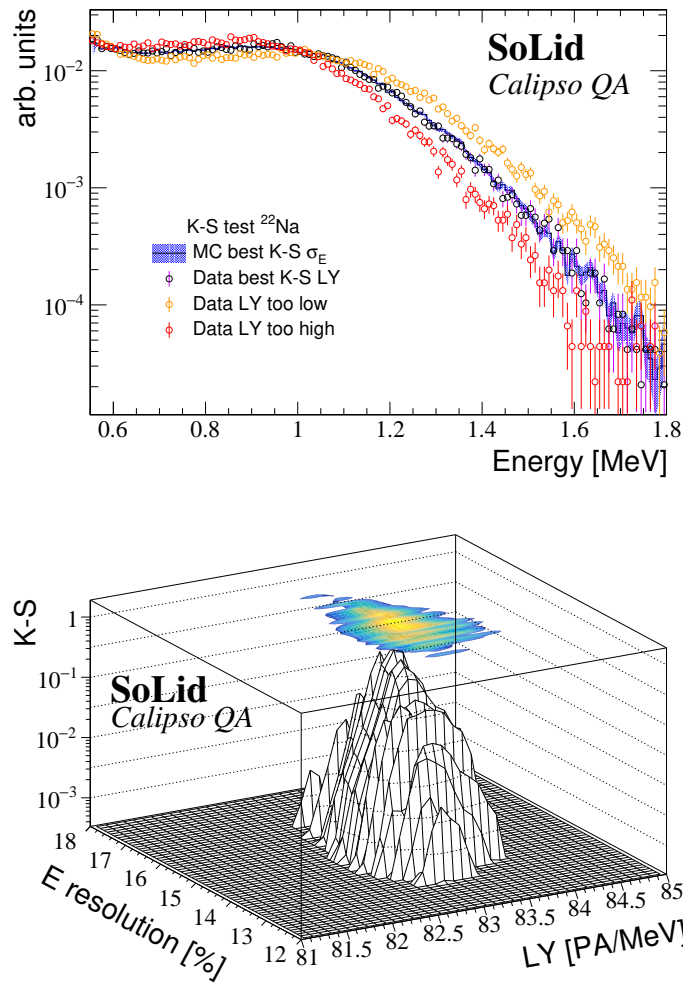 arb. units
10⁻²
10⁻³
10⁻⁴
SoLid
Calipso QA
K-S test ²²Na
MC best K-S σ_E
Data best K-S LY
Data LY too low
Data LY too high
0.6 0.8 1 1.2 1.4 1.6 1.8
Energy [MeV]
K-S
1
10⁻¹
10⁻²
10⁻³
SoLid
Calipso QA
18 17 16 15 14 13 12
E resolution [%]
81 81.5 82 82.5 83 83.5 84 84.5 85
LY [PA/MeV]